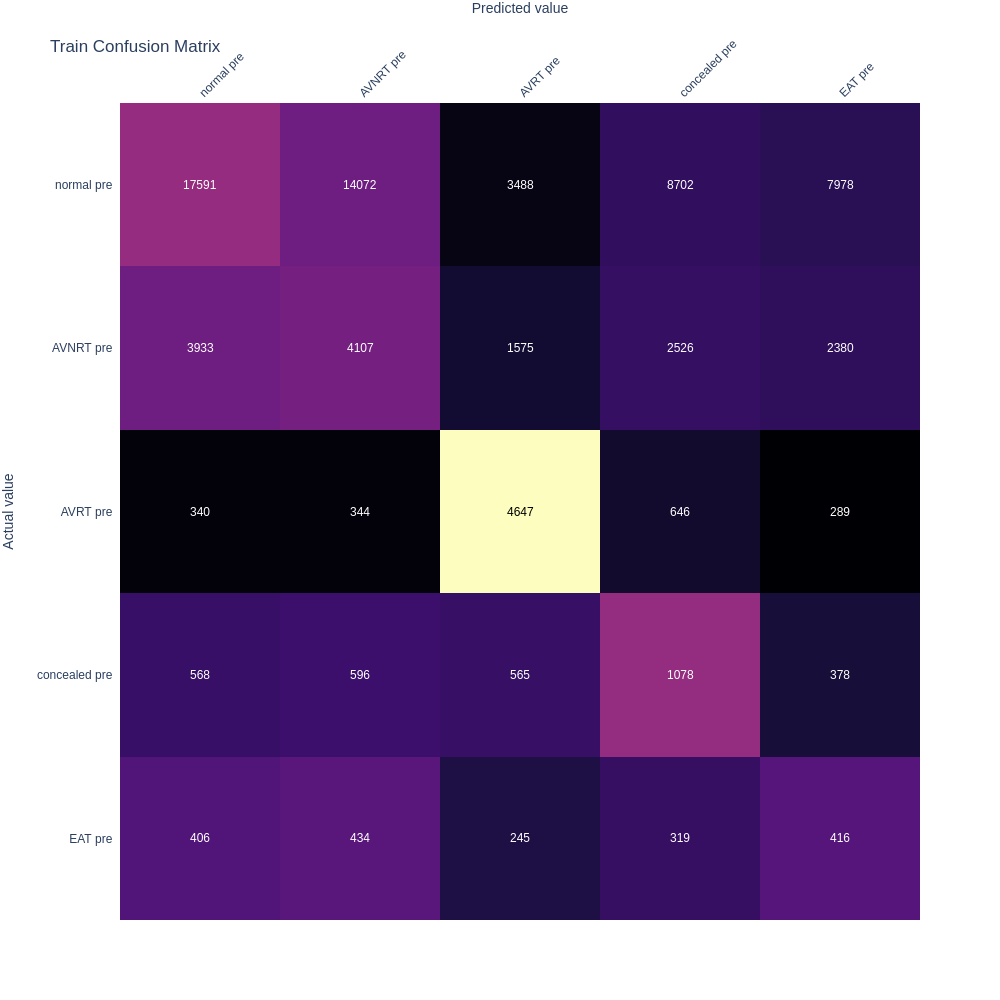 Predicted value
Train Confusion Matrix
normal pre AVNRT pre AVRT pre concealed pre EAT pre
normal pre 17591 14072 3488 8702 7978
AVNRT pre 3933 4107 1575 2526 2380
AVRT pre 340 344 4647 646 289
concealed pre 568 596 565 1078 378
EAT pre 406 434 245 319 416
Actual value